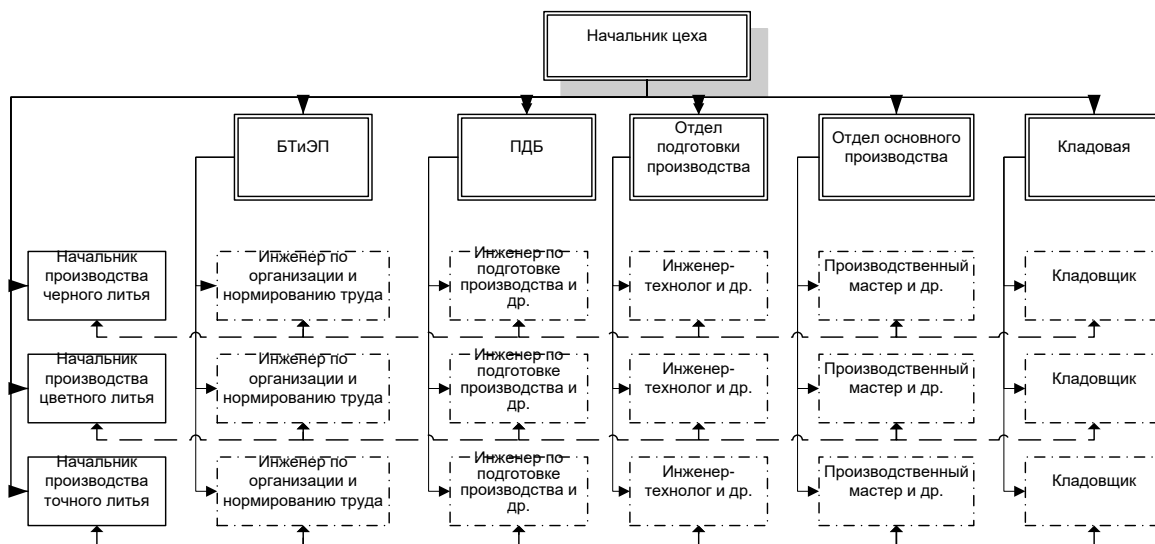 Начальник цеха
БТиЭП
ПДБ
Отдел
подготовки
производства
Отдел основного
производства
Кладовая
Начальник
производства
черного литья
Инженер по
организации и
нормированию труда
Инженер по
подготовке
производства и
др.
Инженер-
технолог и др.
Производственный
мастер и др.
Кладовщик
Начальник
производства
цветного литья
Инженер по
организации и
нормированию труда
Инженер по
подготовке
производства и
др.
Инженер-
технолог и др.
Производственный
мастер и др.
Кладовщик
Начальник
производства
точного литья
Инженер по
организации и
нормированию труда
Инженер по
подготовке
производства и
др.
Инженер-
технолог и др.
Производственный
мастер и др.
Кладовщик